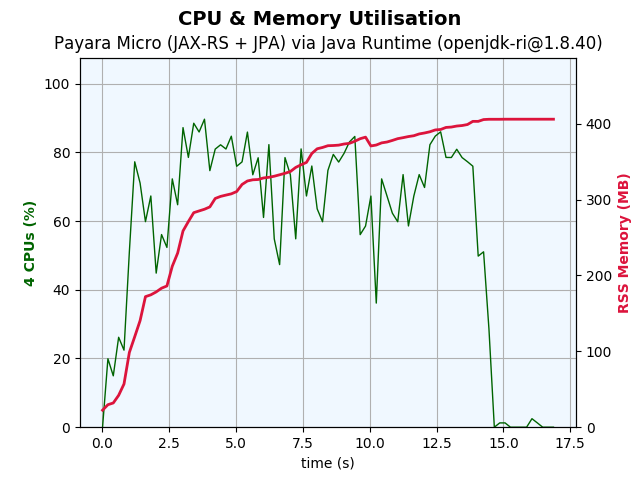 CPU & Memory Utilisation
Payara Micro (JAX-RS + JPA) via Java Runtime (openjdk-ri@1.8.40)
100
80
60
40
20
0
4 CPUs (%)
400
300
200
100
0
RSS Memory (MB)
0.0 2.5 5.0 7.5 10.0 12.5 15.0 17.5
time (s)